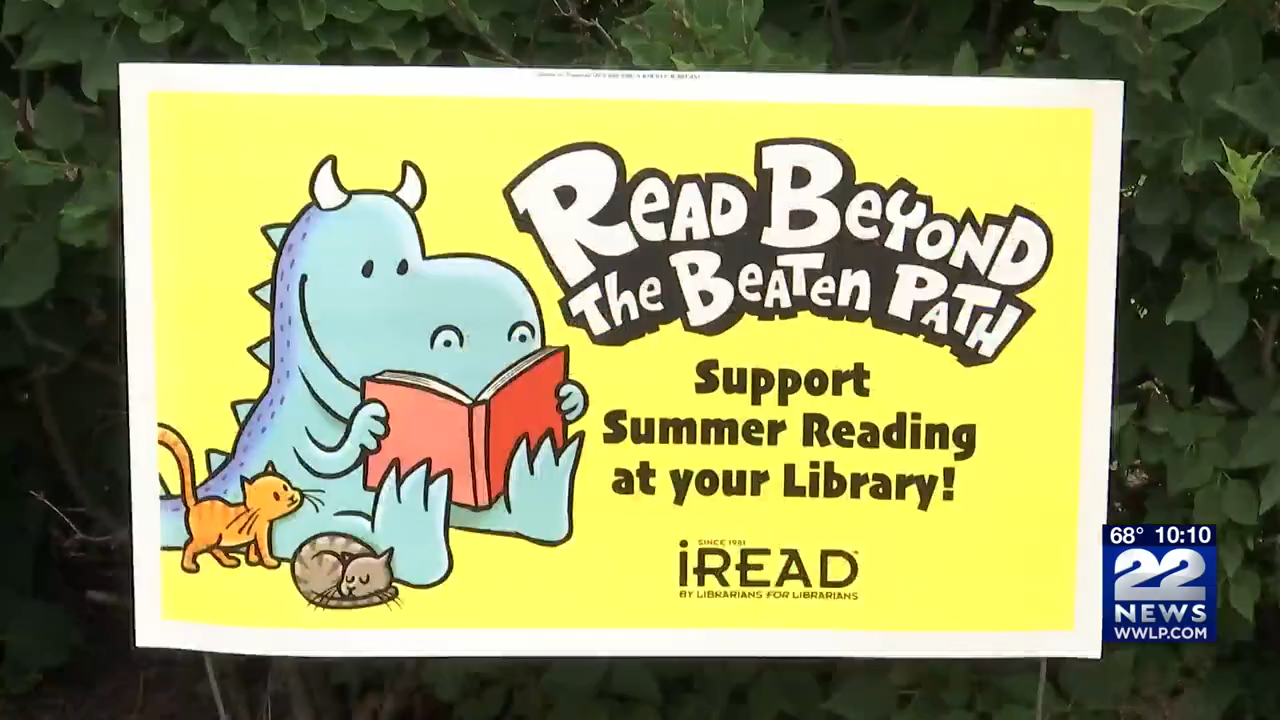 Read Beyond
The Beaten Path
Support
Summer Reading
at your Library!
SINCE 1981
iREAD
BY LIBRARIANS FOR LIBRARIANS
68° 10:10
22
NEWS
WWLP.COM